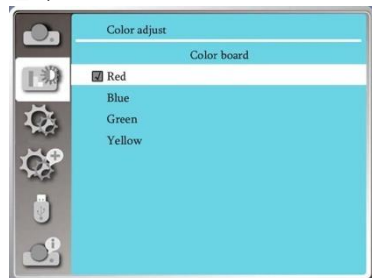 Color adjust
Color board
Red
Blue
Green
Yellow